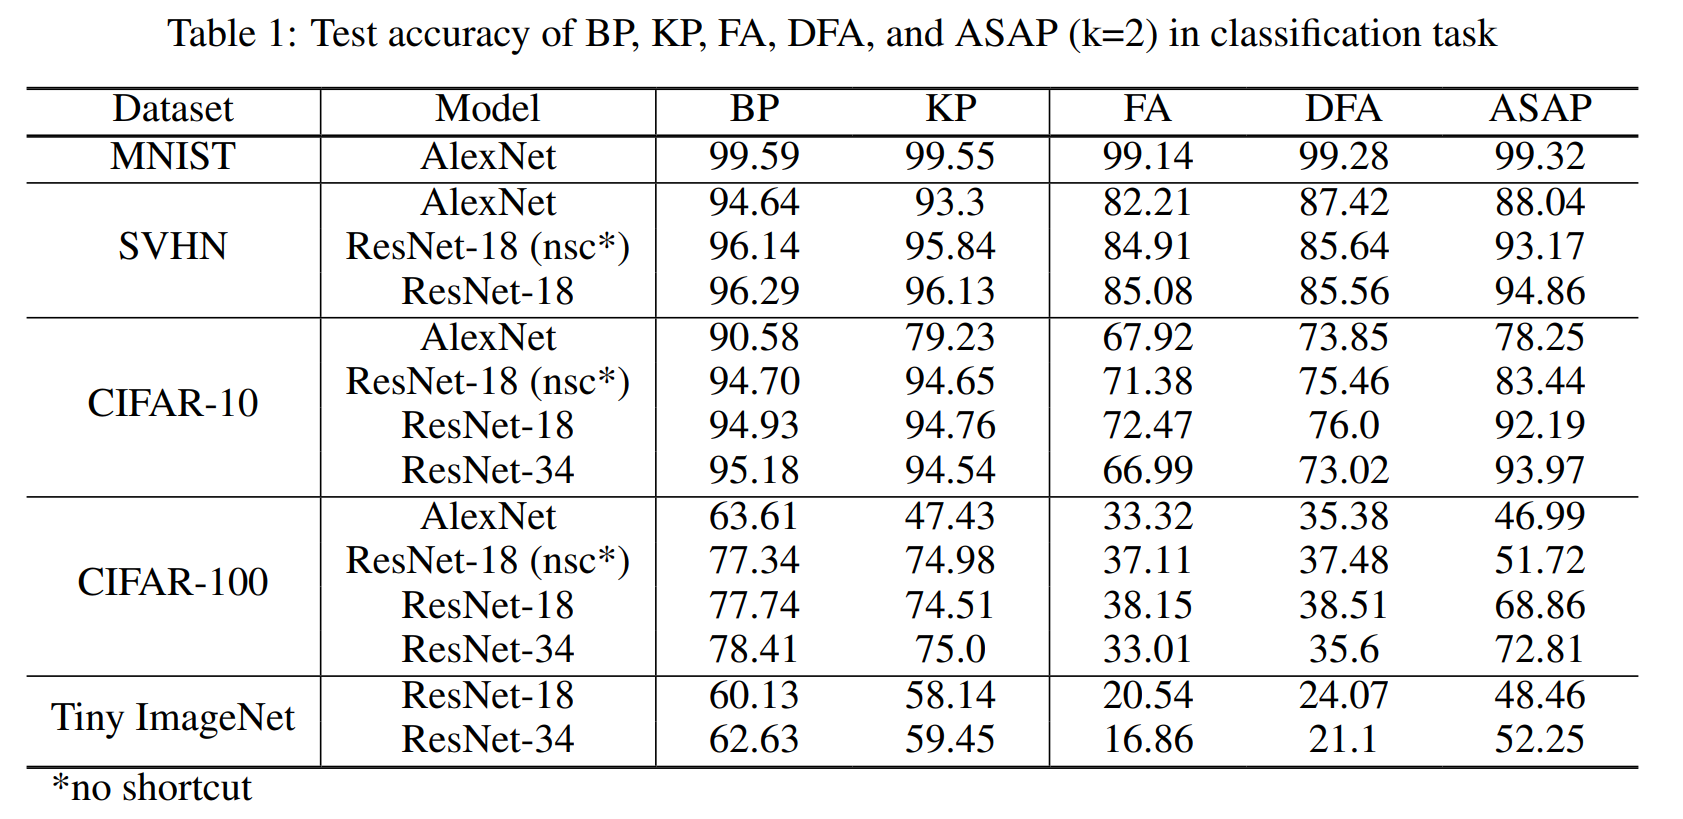 Table 1: Test accuracy of BP, KP, FA, DFA, and ASAP (k=2) in classification task
Dataset Model BP KP FA DFA ASAP
MNIST AlexNet 99.59 99.55 99.14 99.28 99.32
SVHN
AlexNet 94.64 93.3 82.21 87.42 88.04
ResNet-18 (nsc*) 96.14 95.84 84.91 85.64 93.17
ResNet-18 96.29 96.13 85.08 85.56 94.86
CIFAR-10
AlexNet 90.58 79.23 67.92 73.85 78.25
ResNet-18 (nsc*) 94.70 94.65 71.38 75.46 83.44
ResNet-18 94.93 94.76 72.47 76.0 92.19
ResNet-34 95.18 94.54 66.99 73.02 93.97
CIFAR-100
AlexNet 63.61 47.43 33.32 35.38 46.99
ResNet-18 (nsc*) 77.34 74.98 37.11 37.48 51.72
ResNet-18 77.74 74.51 38.15 38.51 68.86
ResNet-34 78.41 75.0 33.01 35.6 72.81
Tiny ImageNet
ResNet-18 60.13 58.14 20.54 24.07 48.46
ResNet-34 62.63 59.45 16.86 21.1 52.25
*no shortcut